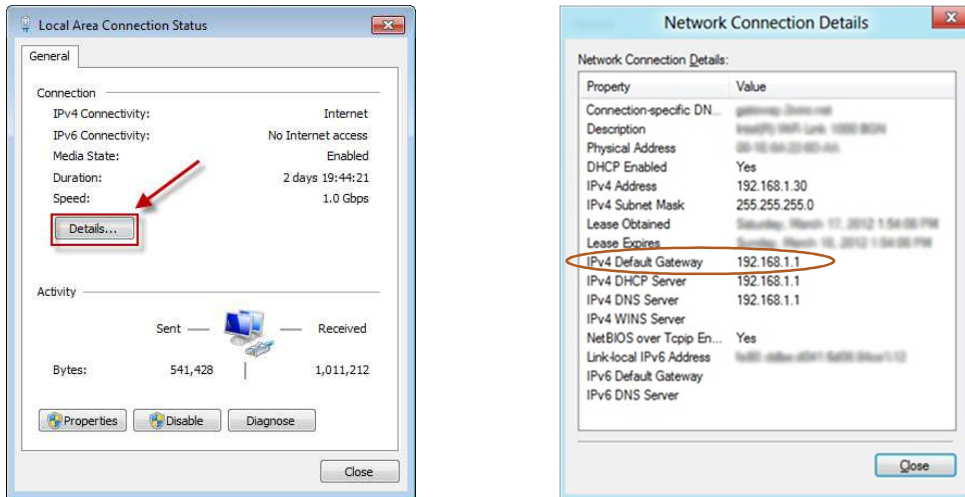 Local Area Connection Status
General
Connection
IPv4 Connectivity: Internet
IPv6 Connectivity: No Internet access
Media State: Enabled
Duration: 2 days 19:44:21
Speed: 1.0 Gbps
Details...
Activity
Sent Received
Bytes: 541,428 1,011,212
Properties Disable Diagnose
Close
Network Connection Details
Network Connection Details:
Property Value
Connection-specific DN...
Description
Physical Address
DHCP Enabled Yes
IPv4 Address 192.168.1.30
IPv4 Subnet Mask 255.255.255.0
Lease Obtained
Lease Expires
IPv4 Default Gateway 192.168.1.1
IPv4 DHCP Server 192.168.1.1
IPv4 DNS Server 192.168.1.1
IPv4 WINS Server
NetBIOS over Tcpip En... Yes
Link-local IPv6 Address
IPv6 Default Gateway
IPv6 DNS Server
Close